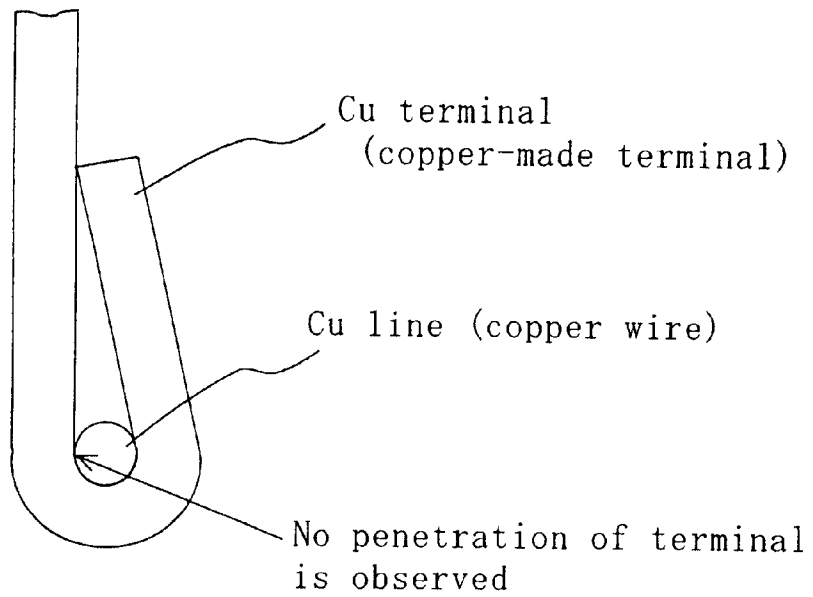 Cu terminal
(copper-made terminal)
Cu line (copper wire)
No penetration of terminal
is observed